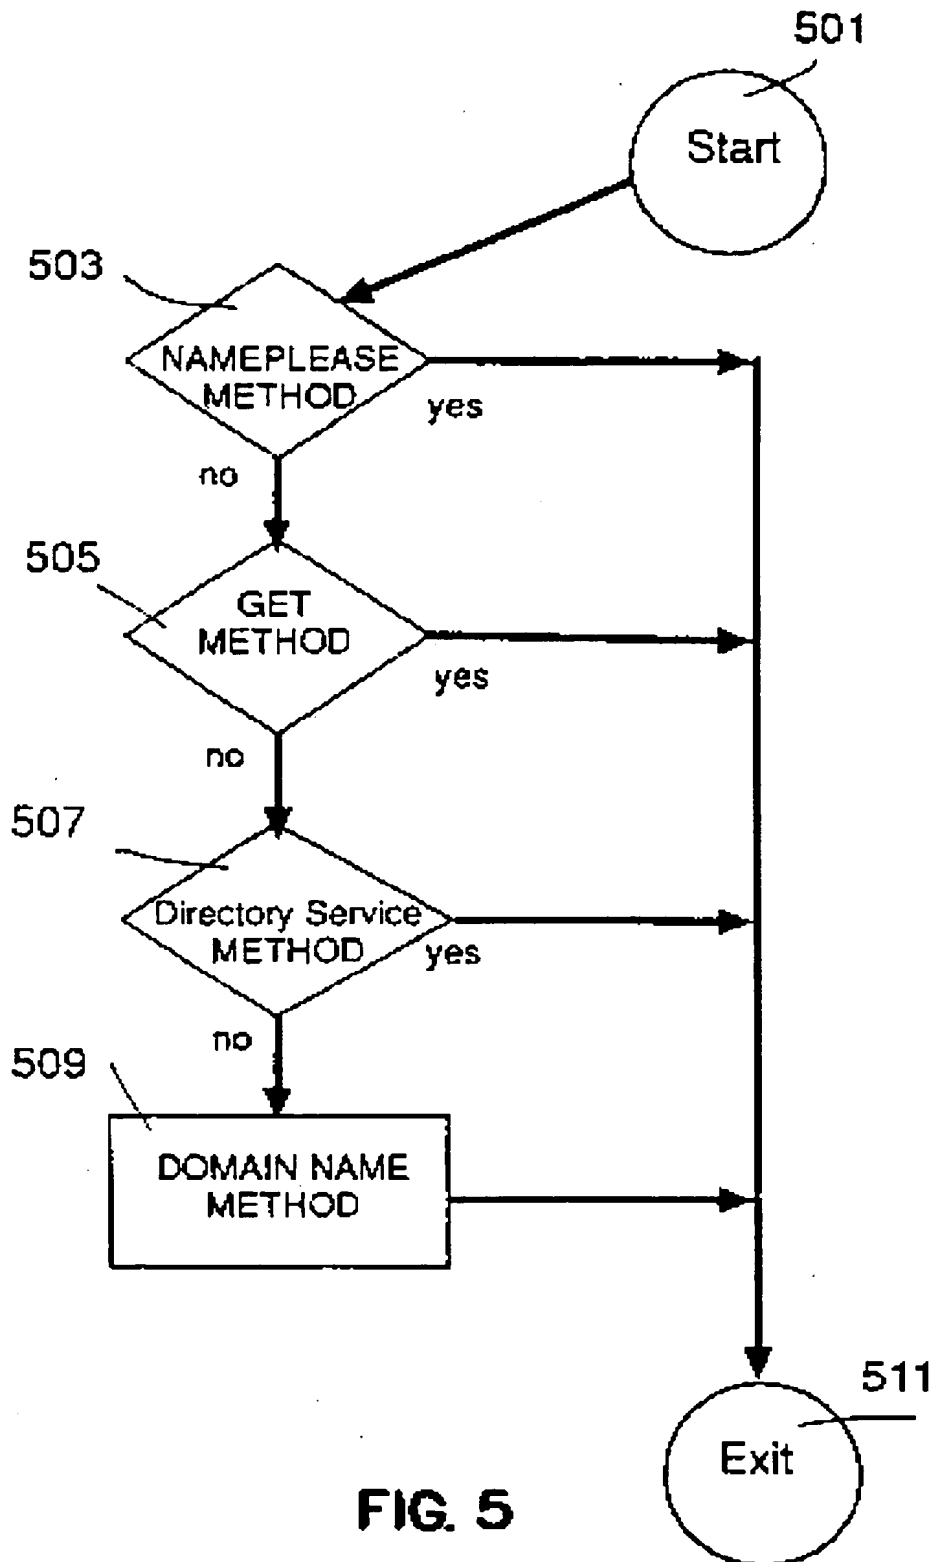 501
Start
503
NAMEPLEASE
METHOD
yes
no
505
GET
METHOD
yes
no
507
Directory Service
METHOD
yes
no
509
DOMAIN NAME
METHOD
511
Exit
FIG. 5